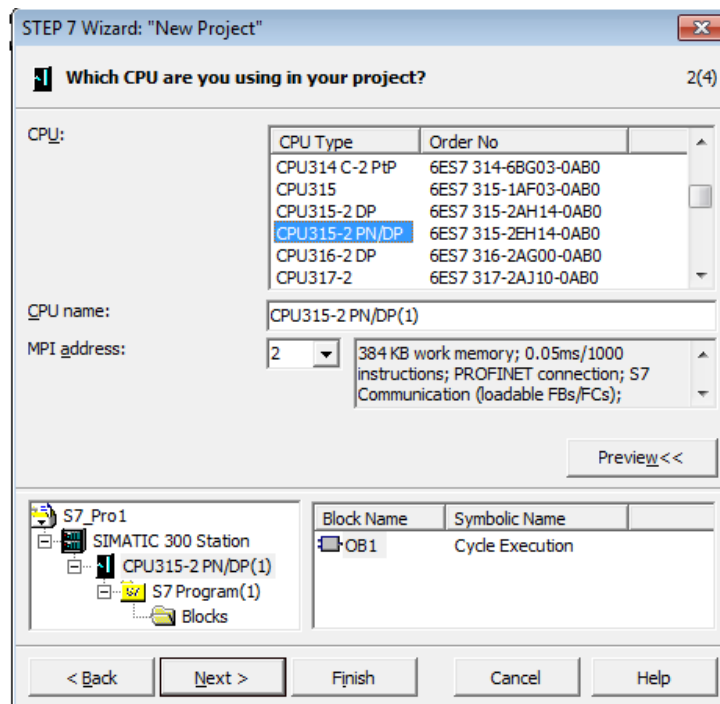 STEP 7 Wizard: "New Project"
Which CPU are you using in your project?
2(4)
CPU:
CPU Type Order No
CPU314 C-2 PtP 6ES7 314-6BG03-0AB0
CPU315 6ES7 315-1AF03-0AB0
CPU315-2 DP 6ES7 315-2AH14-0AB0
CPU315-2 PN/DP 6ES7 315-2EH14-0AB0
CPU316-2 DP 6ES7 316-2AG00-0AB0
CPU317-2 6ES7 317-2AJ10-0AB0
CPU name:
CPU315-2 PN/DP(1)
MPI address:
2
384 KB work memory; 0.05ms/1000
instructions; PROFINET connection; S7
Communication (loadable FBs/FCs);
Preview<<
S7_Pro1
SIMATIC 300 Station
CPU315-2 PN/DP(1)
S7 Program(1)
Blocks
Block Name Symbolic Name
OB1 Cycle Execution
< Back
Next >
Finish
Cancel
Help